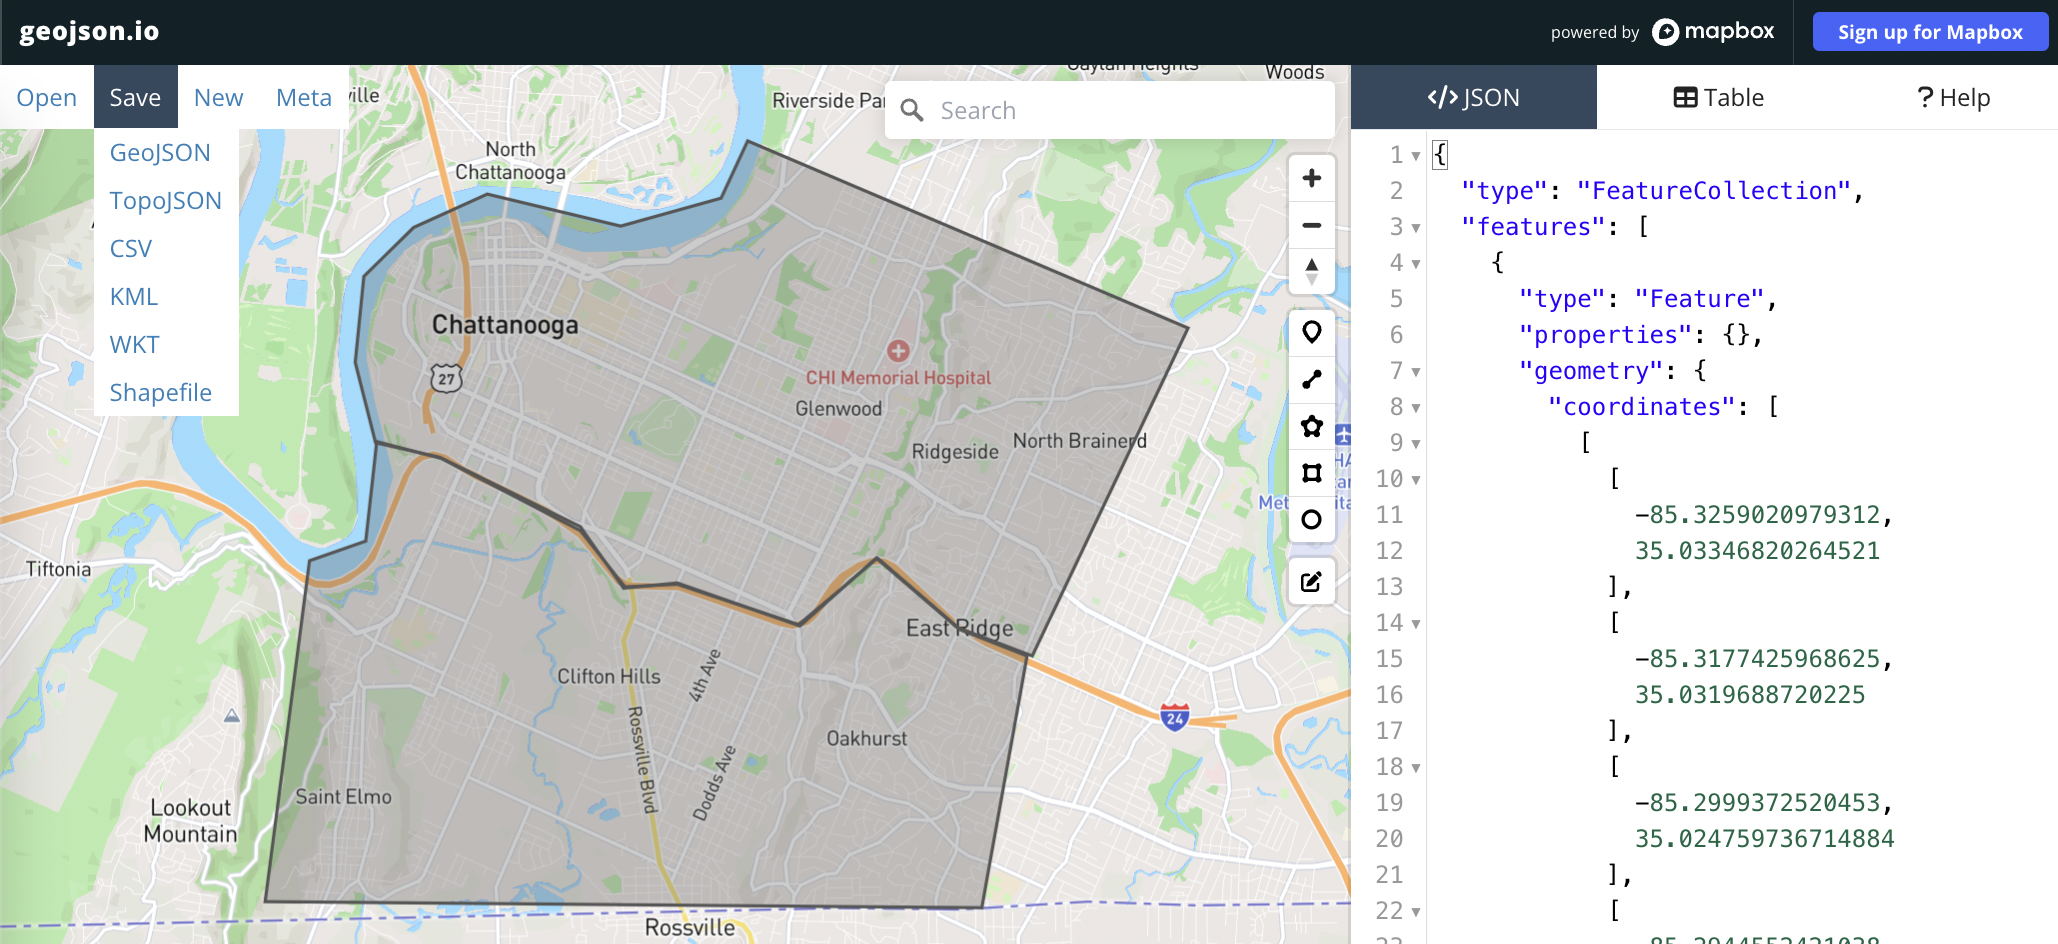 geojson.io
powered by mapbox
Sign up for Mapbox
Open
Save
New
Meta
GeoJSON
TopoJSON
CSV
KML
WKT
Shapefile
Search
JSON
Table
? Help
Woods
ville
Riverside Par
North
Chattanooga
Chattanooga
27
CHI Memorial Hospital
Glenwood
Ridgeside
North Brainerd
Met
Tiftonia
East Ridge
Clifton Hills
4th Ave
Rossville Blvd
Dodds Ave
Oakhurst
24
Saint Elmo
Lookout
Mountain
Rossville
1 {
2 "type": "FeatureCollection",
3 "features": [
4 {
5 "type": "Feature",
6 "properties": {},
7 "geometry": {
8 "coordinates": [
9 [
10 [
11 -85.3259020979312,
12 35.03346820264521
13 ],
14 [
15 -85.3177425968625,
16 35.0319688720225
17 ],
18 [
19 -85.2999372520453,
20 35.024759736714884
21 ],
22 [